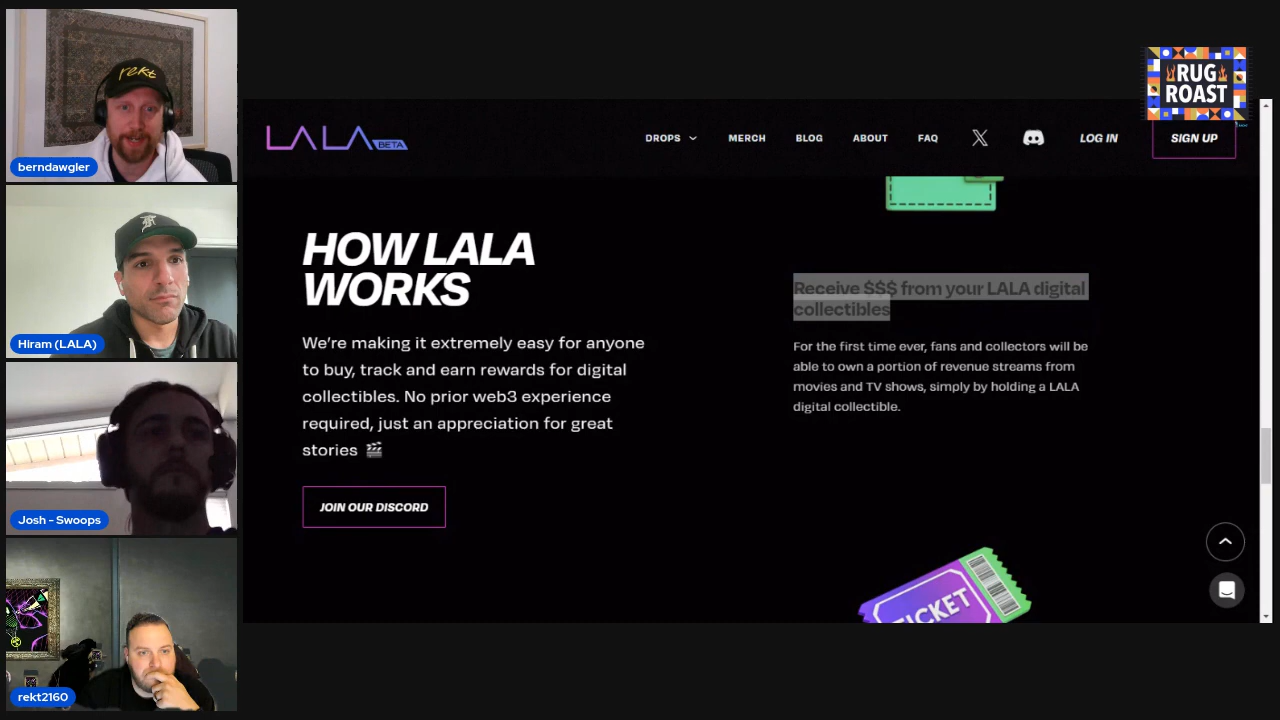 rekt
berndawgler
Hiram (LALA)
Josh - Swoops
rekt2160
RUG
ROAST
LALA BETA
DROPS MERCH BLOG ABOUT FAQ LOG IN SIGN UP
HOW LALA
WORKS
We're making it extremely easy for anyone
to buy, track and earn rewards for digital
collectibles. No prior web3 experience
required, just an appreciation for great
stories 🎬
JOIN OUR DISCORD
Receive $$$ from your LALA digital
collectibles
For the first time ever, fans and collectors will be
able to own a portion of revenue streams from
movies and TV shows, simply by holding a LALA
digital collectible.
TICKET